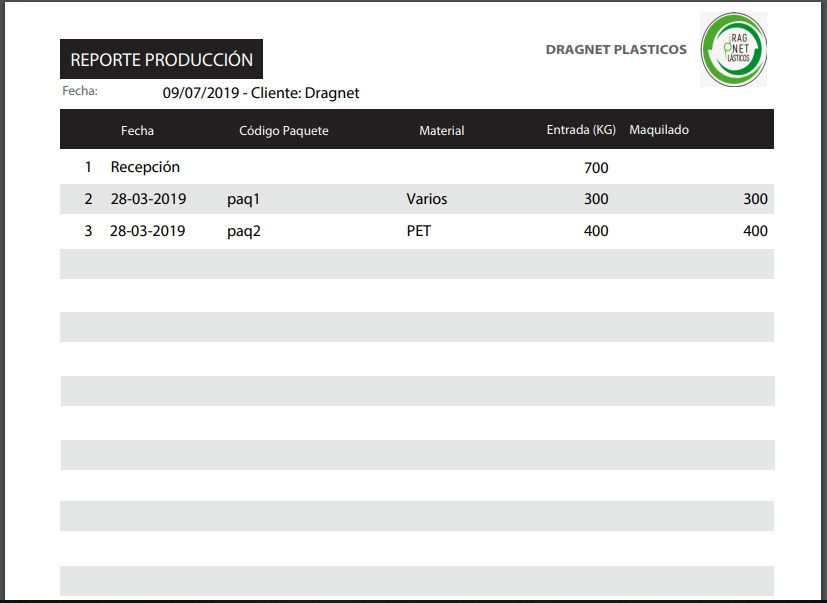 DRAGNET PLASTICOS
RAG
NET
LÁSTICOS
REPORTE PRODUCCIÓN
Fecha: 09/07/2019 - Cliente: Dragnet
Fecha Código Paquete Material Entrada (KG) Maquilado
1 Recepción 700
2 28-03-2019 paq1 Varios 300 300
3 28-03-2019 paq2 PET 400 400